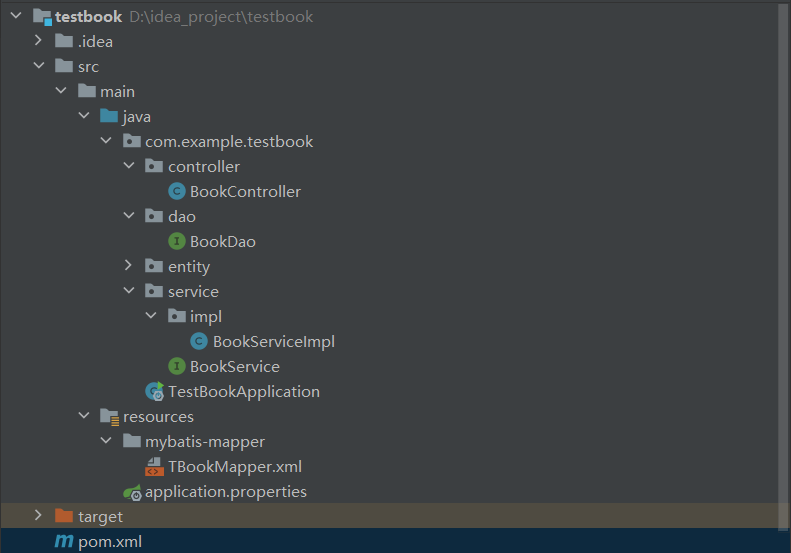 testbook D:\idea_project\testbook
.idea
src
main
java
com.example.testbook
controller
BookController
dao
BookDao
entity
service
impl
BookServiceImpl
BookService
TestBookApplication
resources
mybatis-mapper
TBookMapper.xml
application.properties
target
pom.xml